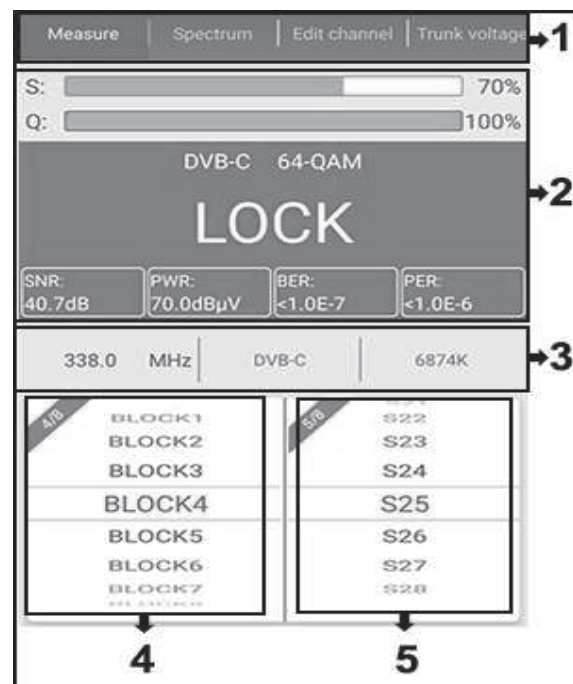 Measure Spectrum Edit channel Trunk voltage 1
S: 70%
Q: 100%
DVB-C 64-QAM
LOCK
2
SNR: PWR: BER: PER:
40.7dB 70.0dBµV <1.0E-7 <1.0E-6
338.0 MHz DVB-C 6874K 3
4/8
BLOCK1
BLOCK2
BLOCK3
BLOCK4
BLOCK5
BLOCK6
BLOCK7
4
5/8
S22
S23
S24
S25
S26
S27
S28
5